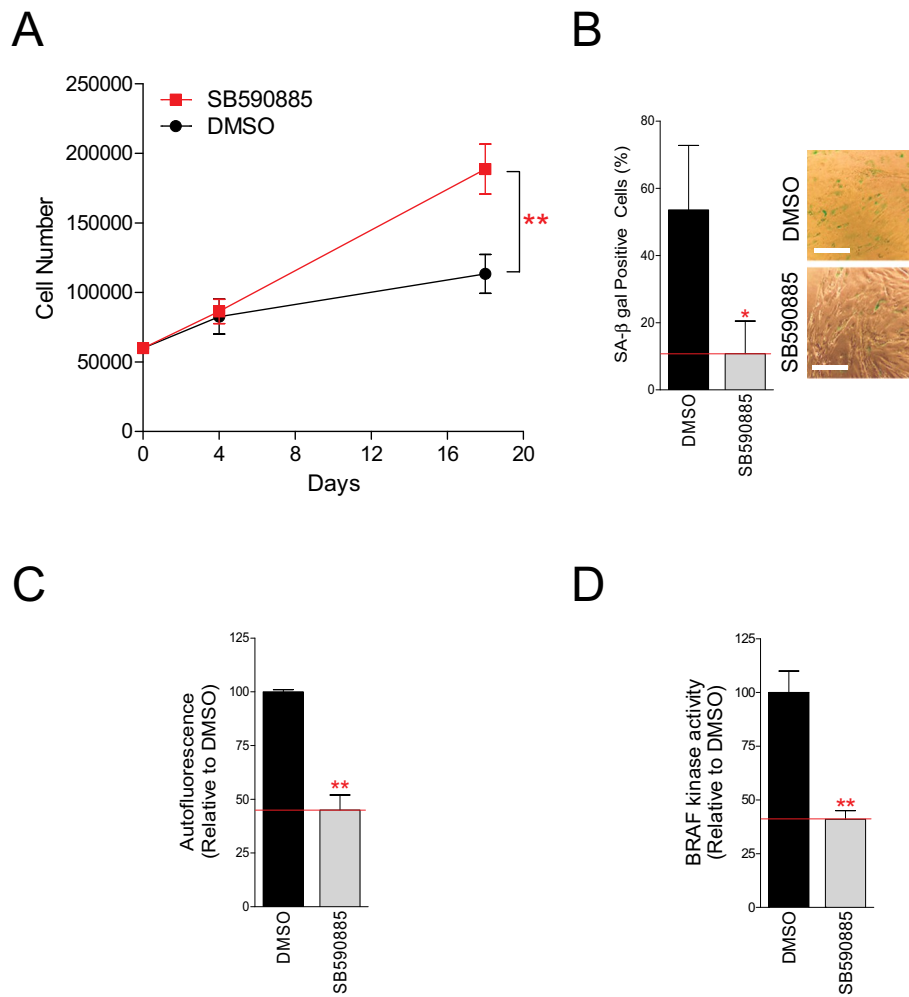 A
250000
200000
150000
100000
50000
0
Cell Number
SB590885
DMSO
**
0
4
8
12
16
20
Days
B
80
60
40
20
0
SA-β gal Positive Cells (%)
*
DMSO
SB590885
DMSO
SB590885
C
125
100
75
50
25
0
Autofluorescence
(Relative to DMSO)
**
DMSO
SB590885
D
125
100
75
50
25
0
BRAF kinase activity
(Relative to DMSO)
**
DMSO
SB590885